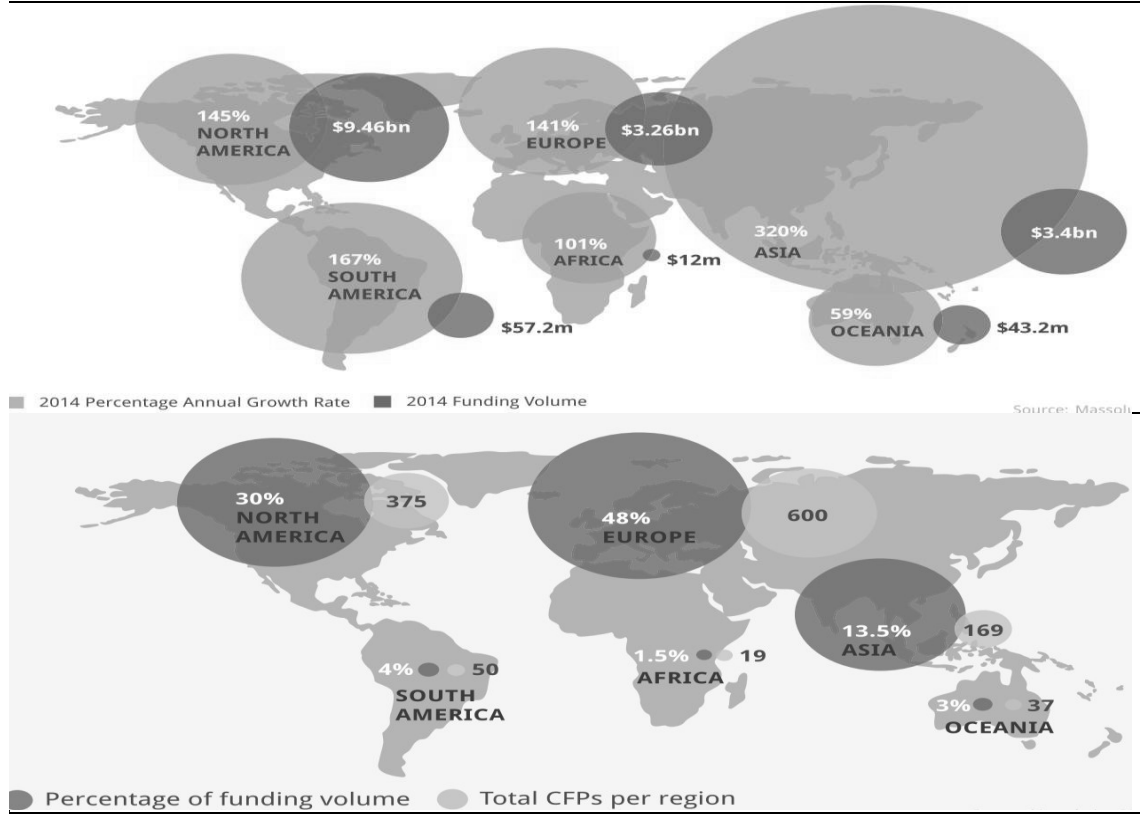 145%
NORTH
AMERICA
$9.46bn
141%
EUROPE
$3.26bn
320%
ASIA
$3.4bn
167%
SOUTH
AMERICA
$57.2m
101%
AFRICA
$12m
59%
OCEANIA
$43.2m
2014 Percentage Annual Growth Rate
2014 Funding Volume
Source:
30%
NORTH
AMERICA
375
48%
EUROPE
600
13.5%
ASIA
169
4%
50
SOUTH
AMERICA
1.5%
19
AFRICA
3%
37
OCEANIA
Percentage of funding volume
Total CFPs per region